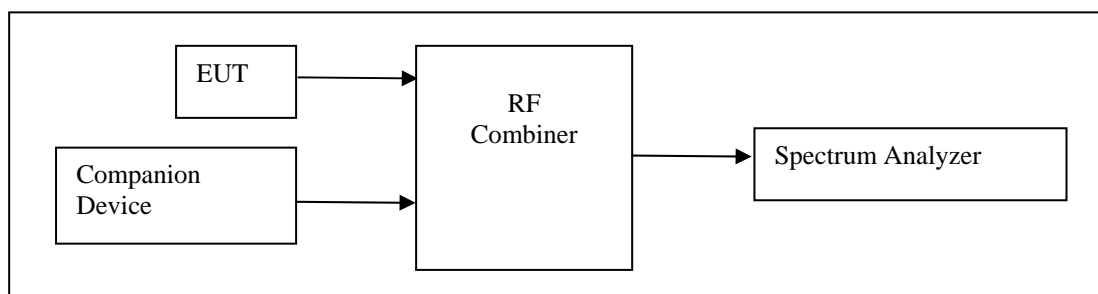 EUT
RF
Combiner
Spectrum Analyzer
Companion
Device